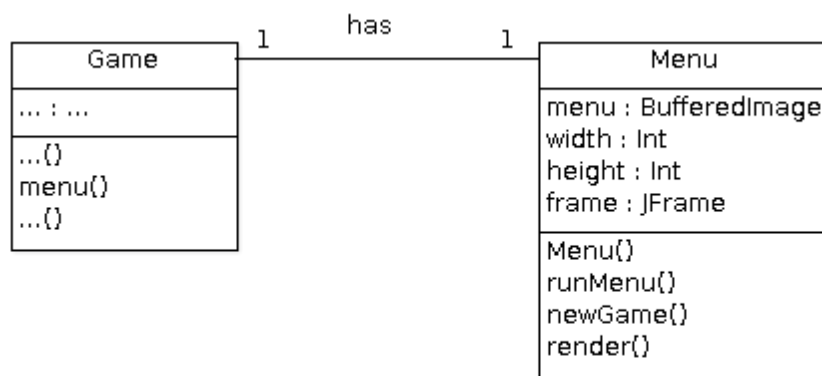 has
1
1
Game
... : ...
...()
menu()
...()
Menu
menu : BufferedImage
width : Int
height : Int
frame : JFrame
Menu()
runMenu()
newGame()
render()